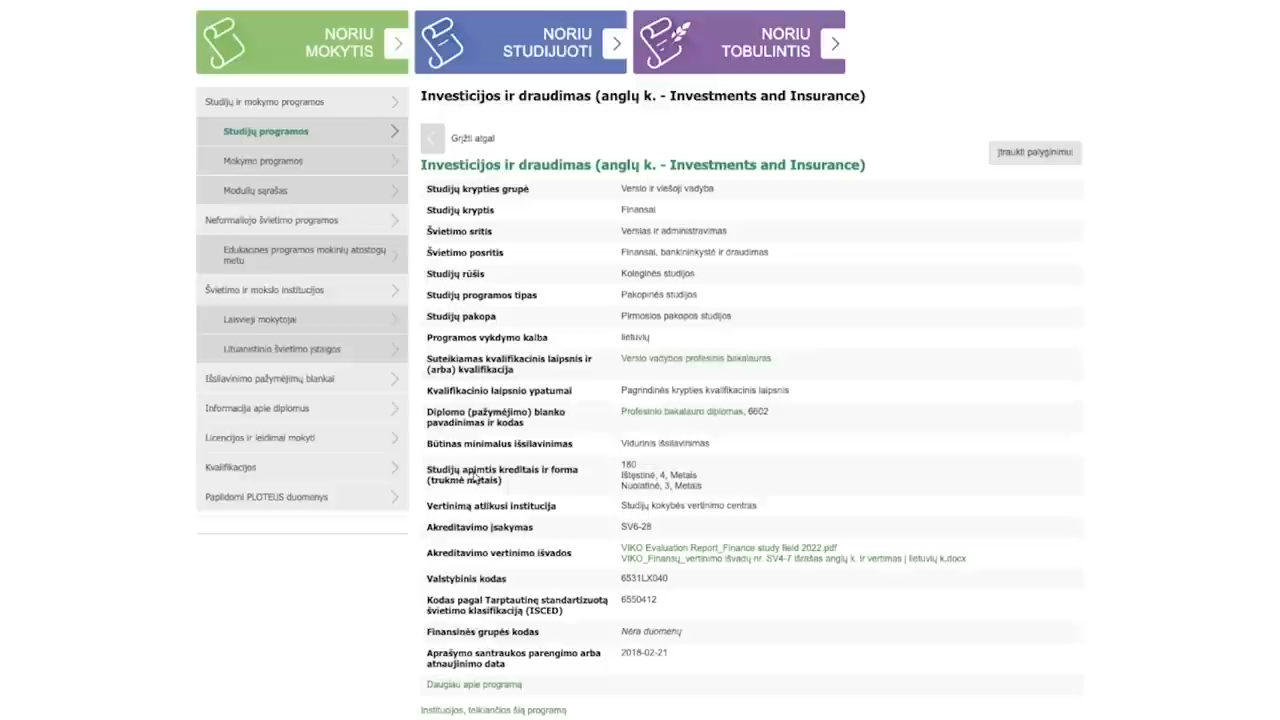 NORIU
MOKYTIS
NORIU
STUDIJUOTI
NORIU
TOBULINTIS
Studijų ir mokymo programos
Studijų programos
Mokymo programos
Modulių sąrašas
Neformaliojo švietimo programos
Edukacinės programos mokinių atostogų
metu
Švietimo ir mokslo institucijos
Laisvieji mokytojai
Lituanistinio švietimo įstaigos
Išsilavinimo pažymėjimų blankai
Informacija apie diplomus
Licencijos ir leidimai mokyti
Kvalifikacijos
Papildomi PLOTEUS duomenys
Investicijos ir draudimas (anglų k. - Investments and Insurance)
Grįžti atgal
Įtraukti palyginimui
Investicijos ir draudimas (anglų k. - Investments and Insurance)
Studijų krypties grupė Verslo ir viešoji vadyba
Studijų kryptis Finansai
Švietimo sritis Verslas ir administravimas
Švietimo posritis Finansai, bankininkystė ir draudimas
Studijų rūšis Koleginės studijos
Studijų programos tipas Pakopinės studijos
Studijų pakopa Pirmosios pakopos studijos
Programos vykdymo kalba lietuvių
Suteikiamas kvalifikacinis laipsnis ir
(arba) kvalifikacija
Verslo vadybos profesinis bakalauras
Kvalifikacinio laipsnio ypatumai Pagrindinės krypties kvalifikacinis laipsnis
Diplomo (pažymėjimo) blanko
pavadinimas ir kodas
Profesinio bakalauro diplomas, 6602
Būtinas minimalus išsilavinimas Vidurinis išsilavinimas
Studijų apimtis kreditais ir forma
(trukmė metais)
180
Ištęstinė, 4, Metais
Nuolatinė, 3, Metais
Vertinimą atlikusi institucija Studijų kokybės vertinimo centras
Akreditavimo įsakymas SV6-28
Akreditavimo vertinimo išvados
VIKO Evaluation Report_Finance study field 2022.pdf
VIKO_Finansų_vertinimo išvadų nr. SV4-7 išrašas anglų k. ir vertimas į lietuvių k.docx
Valstybinis kodas 6531LX040
Kodas pagal Tarptautinę standartizuotą
švietimo klasifikaciją (ISCED)
6550412
Finansinės grupės kodas Nėra duomenų
Aprašymo santraukos parengimo arba
atnaujinimo data
2018-02-21
Daugiau apie programą
Institucijos, teikiančios šią programą